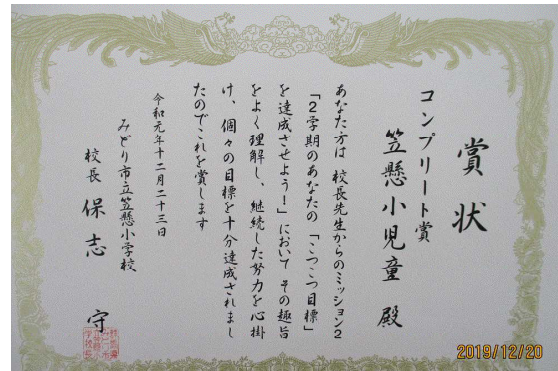 賞状
コンプリート賞
笠懸小児童 殿
あなた方は 校長先生からのミッション2
「2学期のあなたの「こつこつ目標」
を達成させよう！」において その趣旨
をよく理解し、継続した努力を心掛
け、個々の目標を十分達成されまし
たのでこれを賞します
令和元年十二月二十三日
みどり市立笠懸小学校
校長 保志 守
2019/12/20